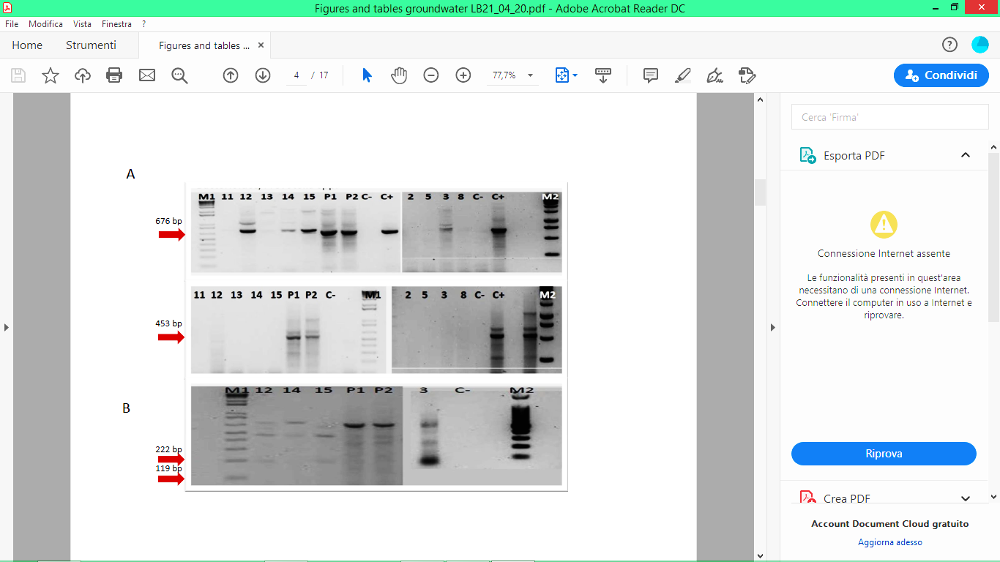 Figures and tables groundwater LB21_04_20.pdf - Adobe Acrobat Reader DC
File Modifica Vista Finestra ?
Home Strumenti Figures and tables ... ×
4 / 17 77,7% Condividi
Cerca 'Firma'
Esporta PDF
Connessione Internet assente
Le funzionalità presenti in quest'area
necessitano di una connessione Internet.
Connettere il computer in uso a Internet e
riprovare.
Riprova
Crea PDF
Account Document Cloud gratuito
Aggiorna adesso
A
M1 11 12 13 14 15 P1 P2 C- C+ 2 5 3 8 C- C+ M2
676 bp
11 12 13 14 15 P1 P2 C- M1 2 5 3 8 C- C+ M2
453 bp
B
M1 12 14 15 P1 P2 3 C- M2
222 bp
119 bp